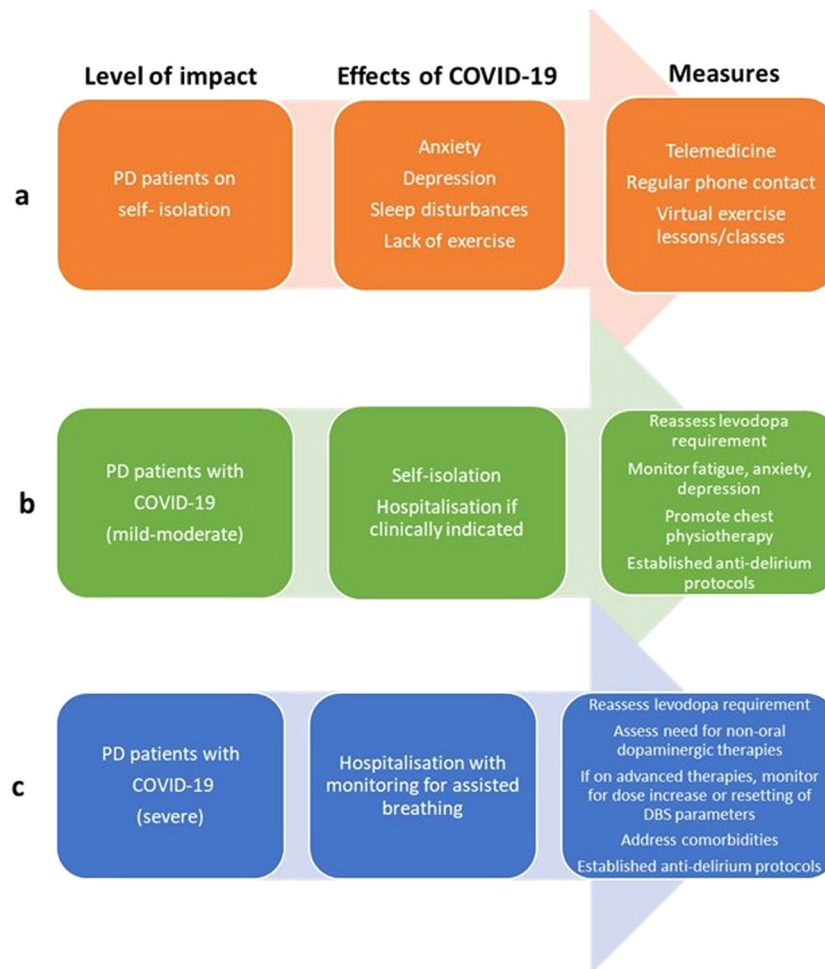 Level of impact
Effects of COVID-19
Measures
a
PD patients on
self- isolation
Anxiety
Depression
Sleep disturbances
Lack of exercise
Telemedicine
Regular phone contact
Virtual exercise
lessons/classes
b
PD patients with
COVID-19
(mild-moderate)
Self-isolation
Hospitalisation if
clinically indicated
Reassess levodopa
requirement
Monitor fatigue, anxiety,
depression
Promote chest
physiotherapy
Established anti-delirium
protocols
c
PD patients with
COVID-19
(severe)
Hospitalisation with
monitoring for assisted
breathing
Reassess levodopa requirement
Assess need for non-oral
dopaminergic therapies
If on advanced therapies, monitor
for dose increase or resetting of
DBS parameters
Address comorbidities
Established anti-delirium protocols